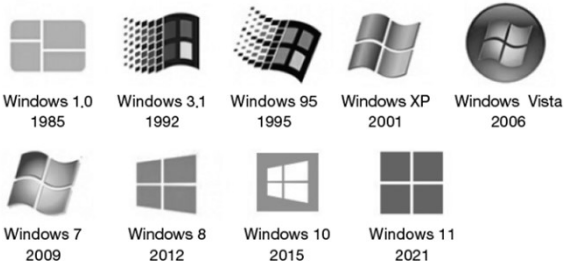 Windows 1.0
1985
Windows 3.1
1992
Windows 95
1995
Windows XP
2001
Windows Vista
2006
Windows 7
2009
Windows 8
2012
Windows 10
2015
Windows 11
2021